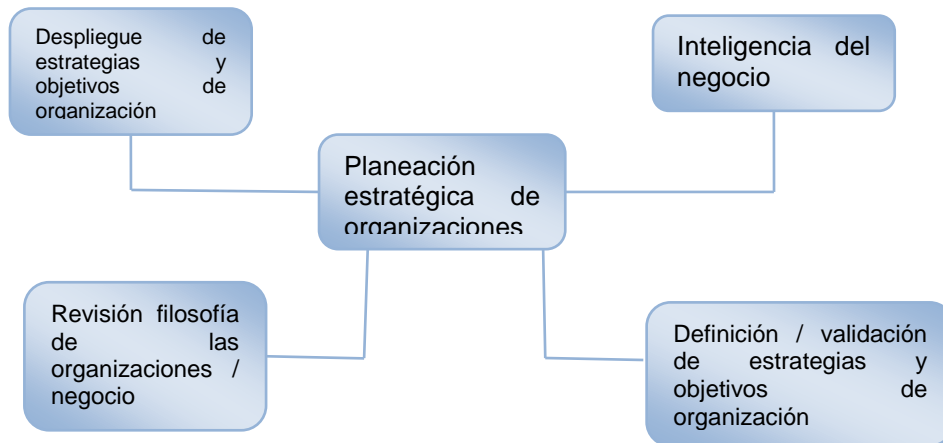 Despliegue de
estrategias y
objetivos de
organización
Inteligencia del
negocio
Planeación
estratégica de
organizaciones
Revisión filosofía
de las
organizaciones /
negocio
Definición / validación
de estrategias y
objetivos de
organización